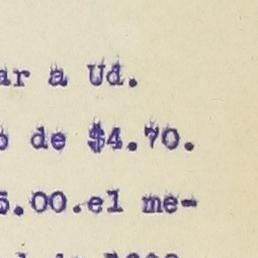 ar a Ud.
o de $4.70.
5.00.el me-